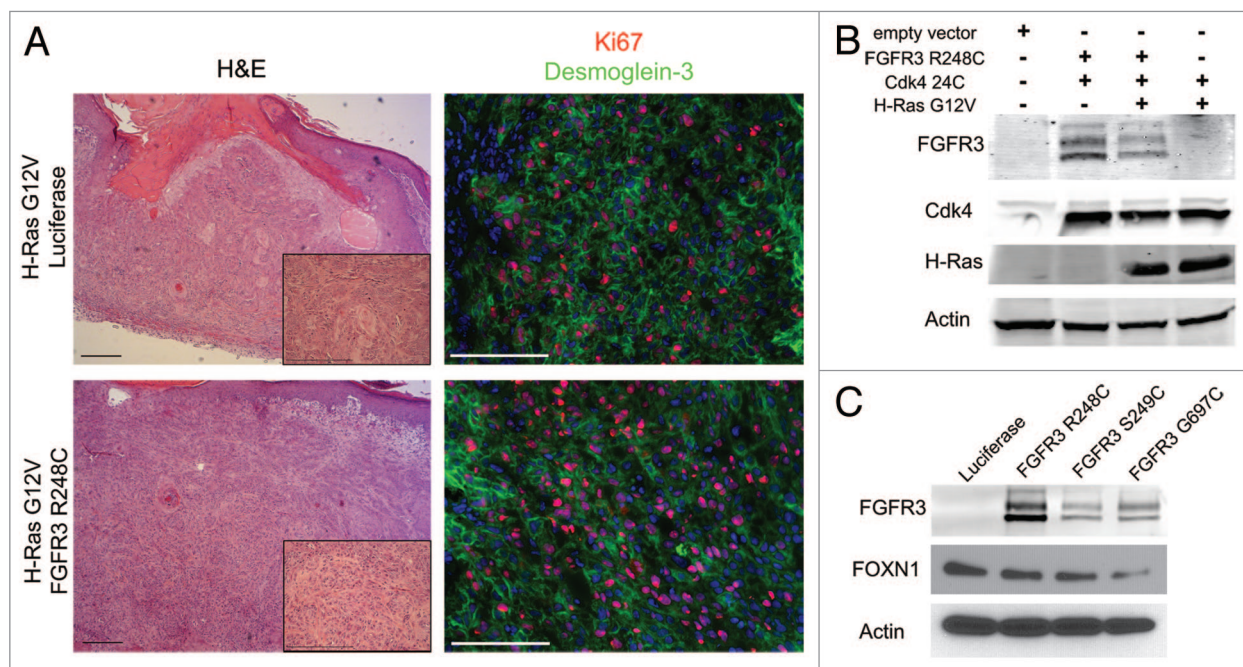 A
H&E
Ki67
Desmoglein-3
H-Ras G12V
Luciferase
H-Ras G12V
FGFR3 R248C
B
empty vector + - - -
FGFR3 R248C - + + -
Cdk4 24C - + + +
H-Ras G12V - - + +
FGFR3
Cdk4
H-Ras
Actin
C
Luciferase
FGFR3 R248C
FGFR3 S249C
FGFR3 G697C
FGFR3
FOXN1
Actin